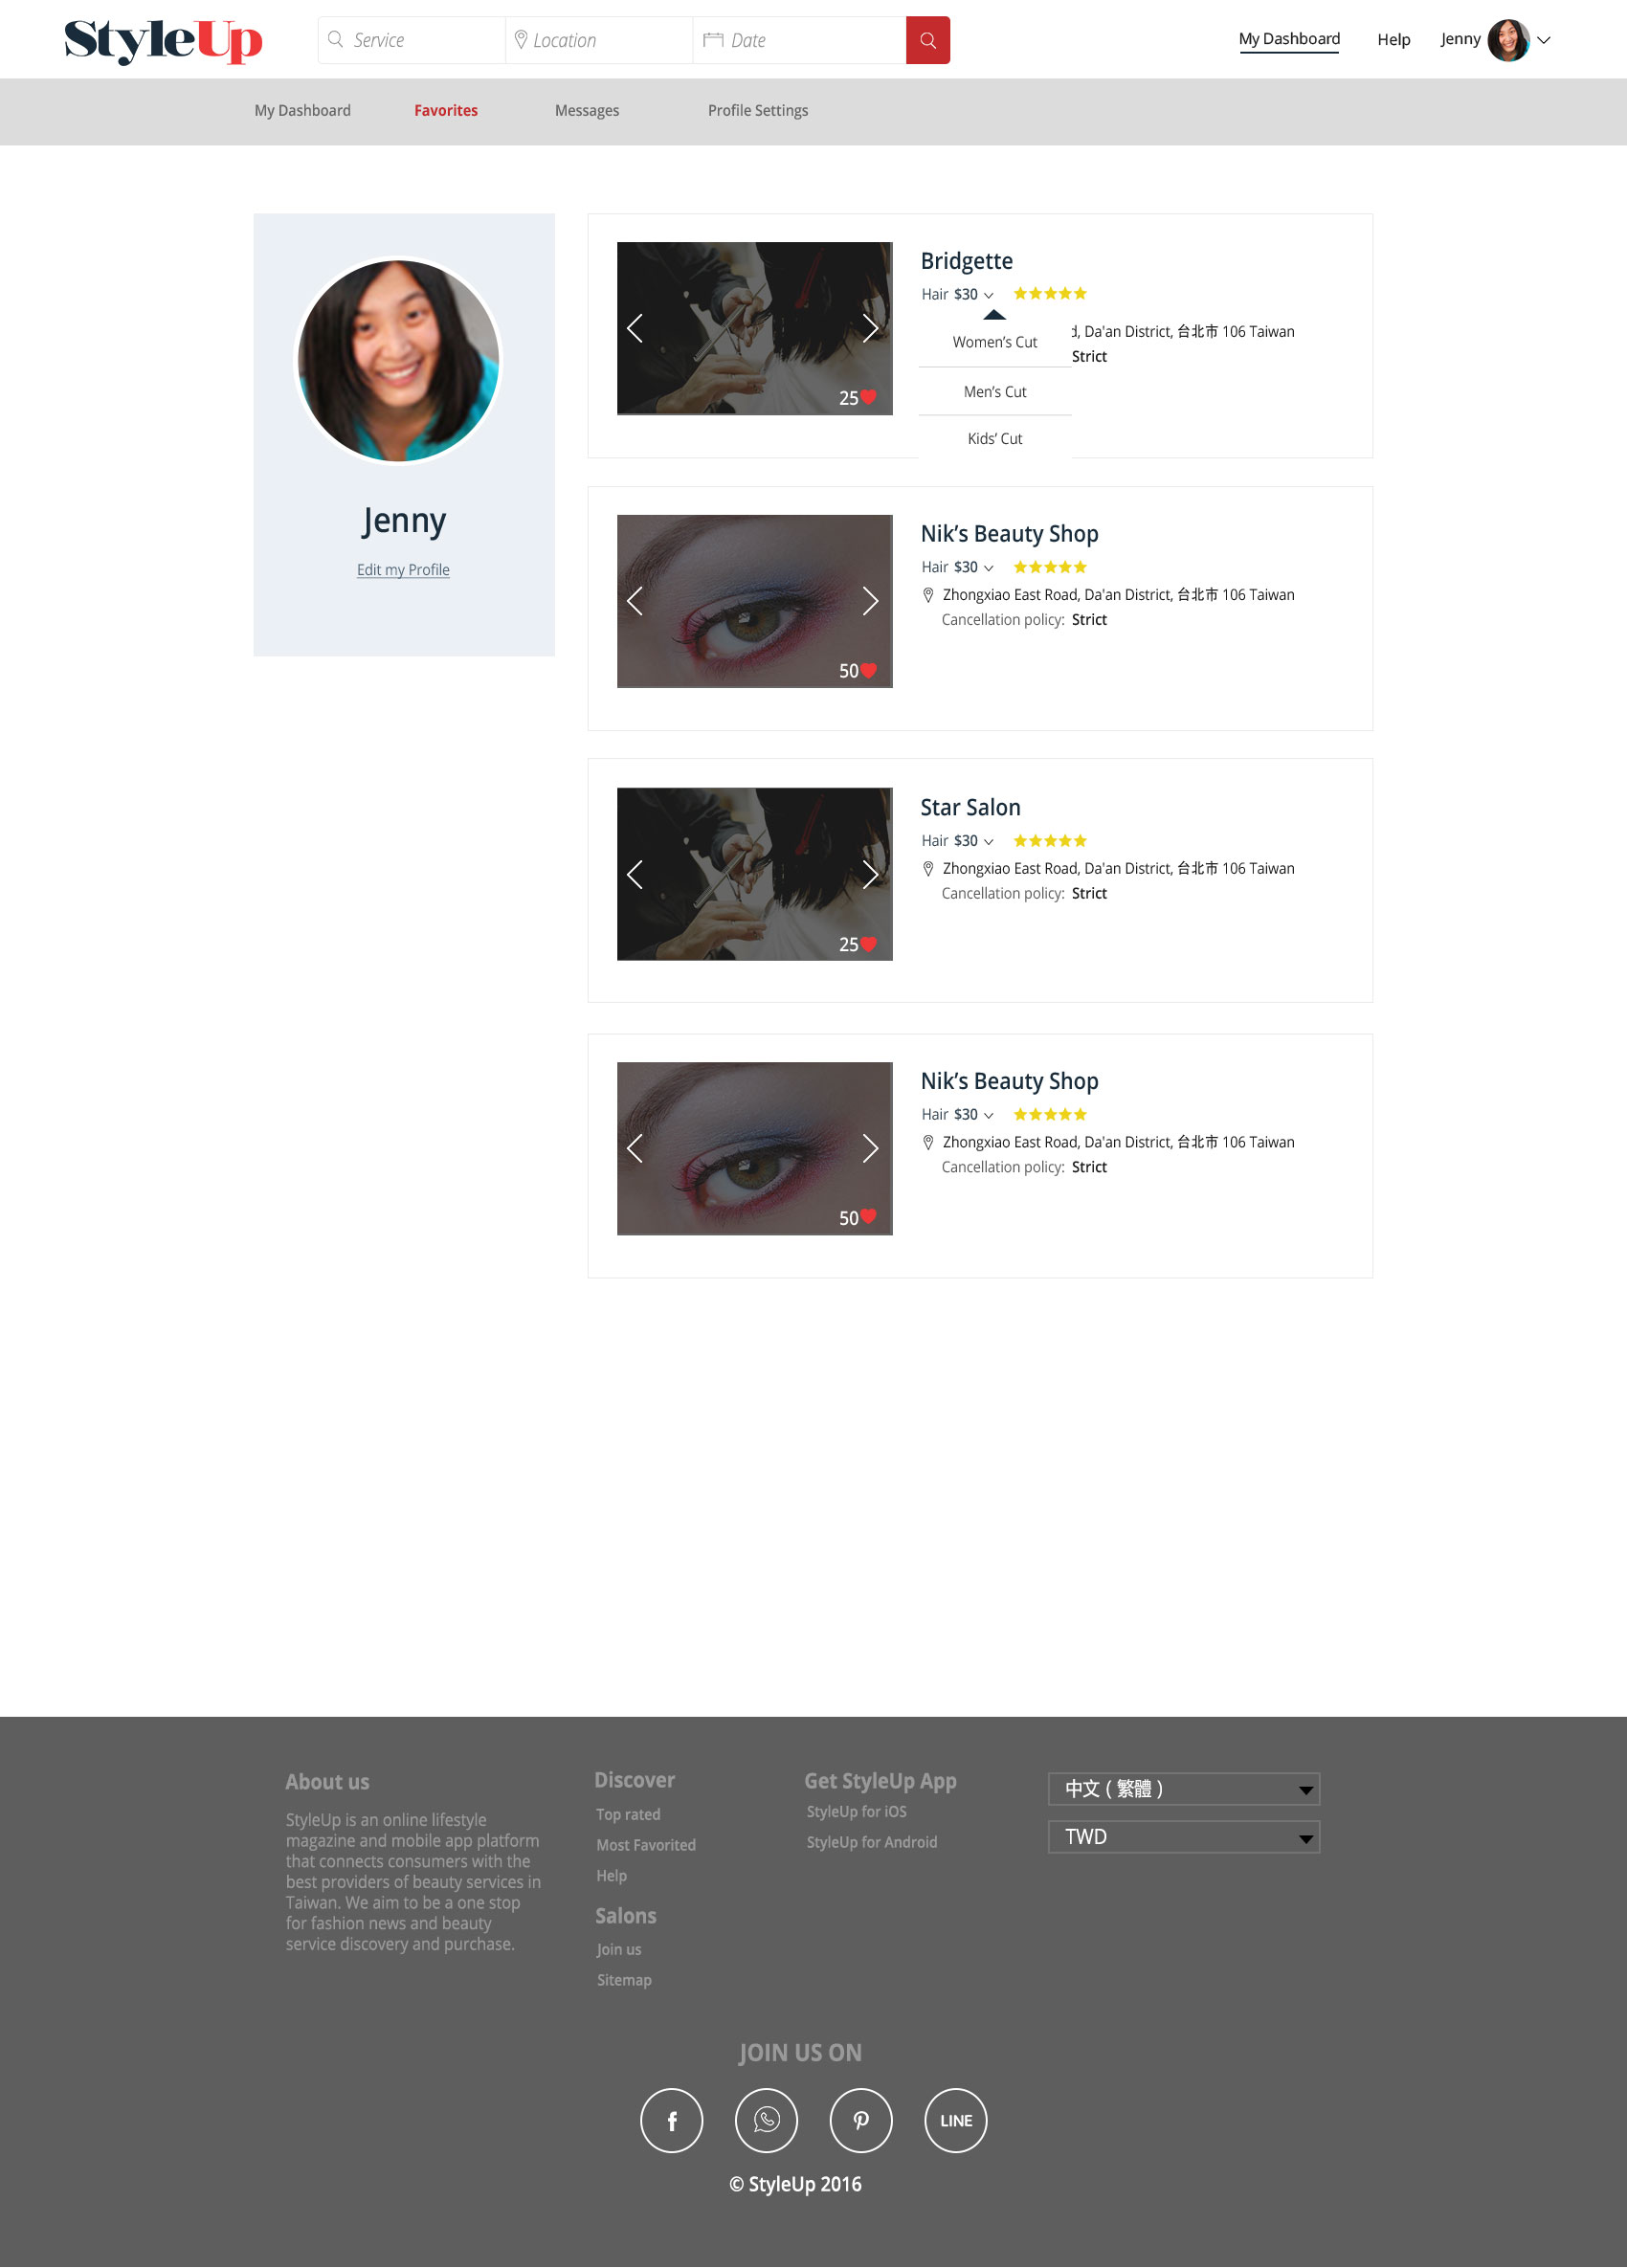 StyleUp
Service
Location
Date
My Dashboard
Help
Jenny
My Dashboard
Favorites
Messages
Profile Settings
Jenny
Edit my Profile
25
Bridgette
Hair $30
d, Da'an District, 台北市 106 Taiwan
Strict
Women’s Cut
Men’s Cut
Kids’ Cut
50
Nik’s Beauty Shop
Hair $30
Zhongxiao East Road, Da'an District, 台北市 106 Taiwan
Cancellation policy: Strict
25
Star Salon
Hair $30
Zhongxiao East Road, Da'an District, 台北市 106 Taiwan
Cancellation policy: Strict
50
Nik’s Beauty Shop
Hair $30
Zhongxiao East Road, Da'an District, 台北市 106 Taiwan
Cancellation policy: Strict
About us
StyleUp is an online lifestyle
magazine and mobile app platform
that connects consumers with the
best providers of beauty services in
Taiwan. We aim to be a one stop
for fashion news and beauty
service discovery and purchase.
Discover
Top rated
Most Favorited
Help
Salons
Join us
Sitemap
Get StyleUp App
StyleUp for iOS
StyleUp for Android
中文 ( 繁體 )
TWD
JOIN US ON
f
LINE
© StyleUp 2016